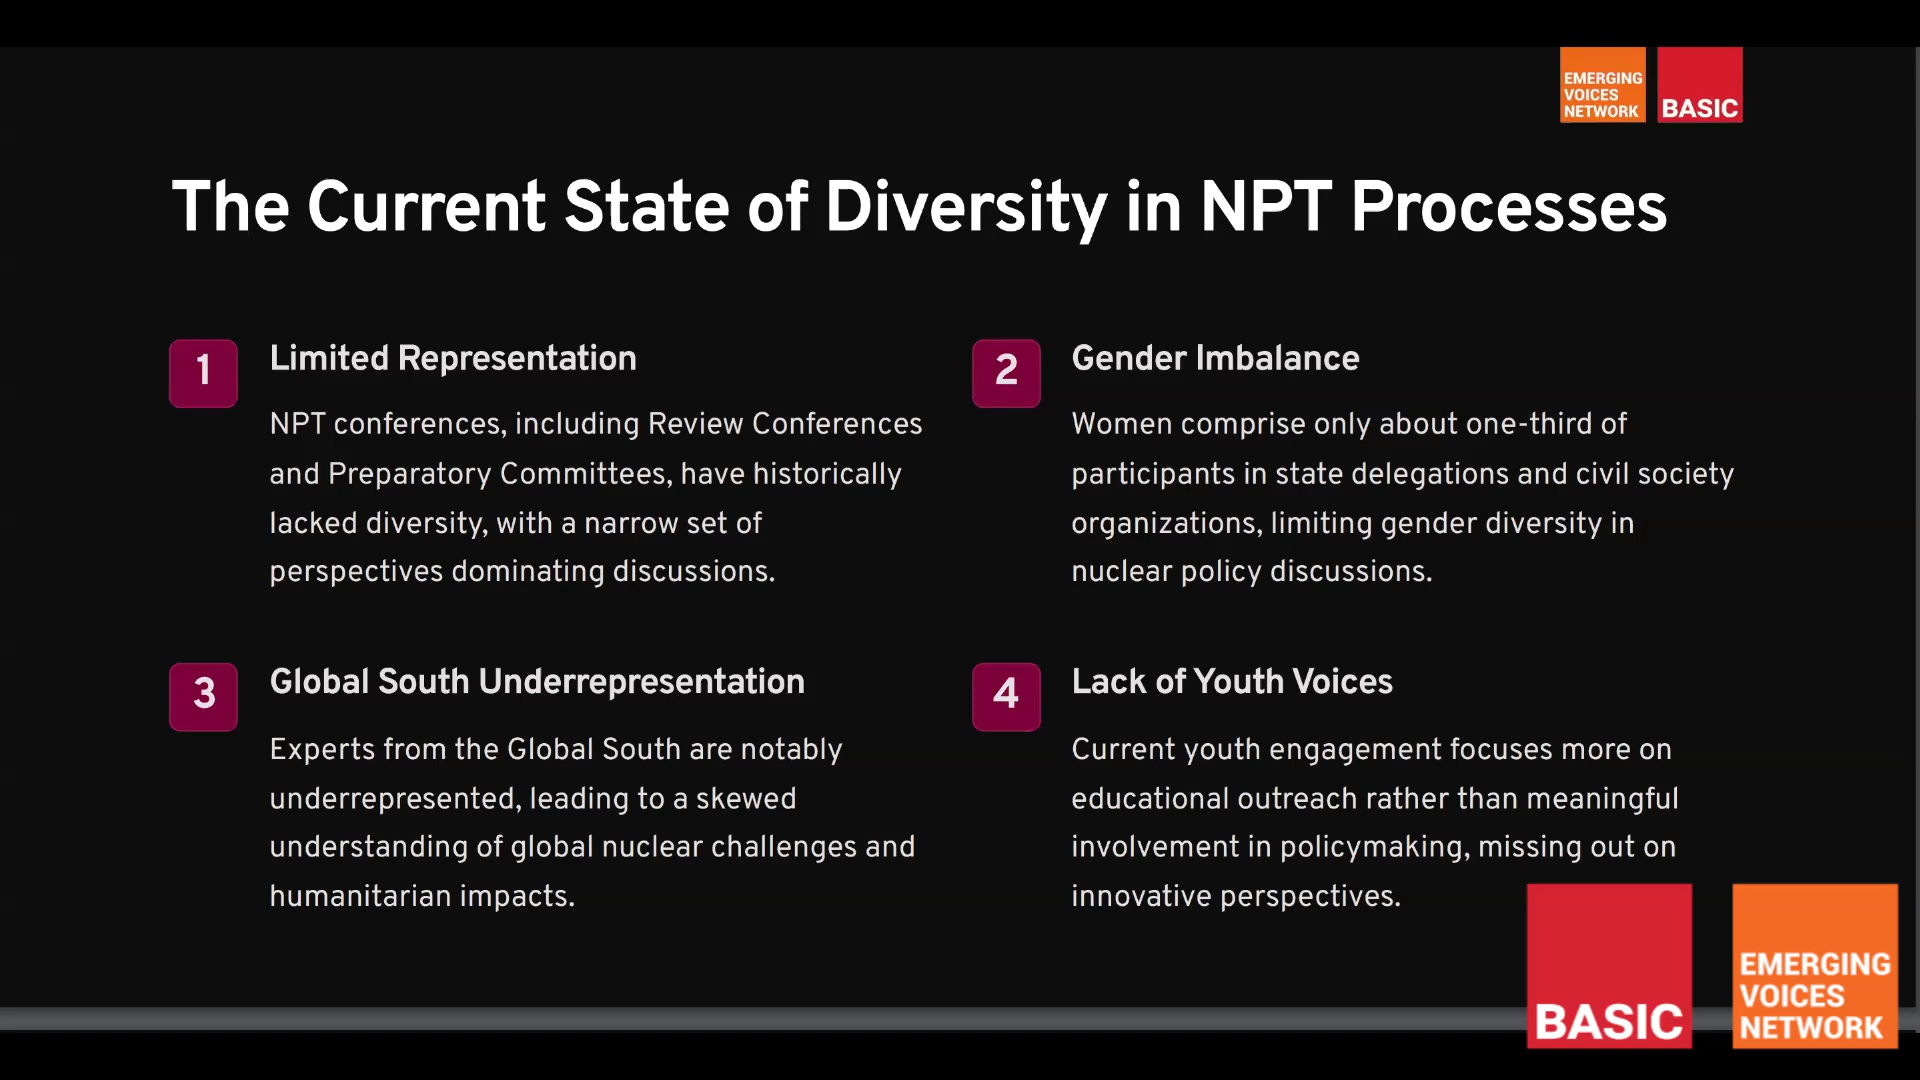 EMERGING
VOICES
NETWORK
BASIC
The Current State of Diversity in NPT Processes
1
Limited Representation
NPT conferences, including Review Conferences
and Preparatory Committees, have historically
lacked diversity, with a narrow set of
perspectives dominating discussions.
2
Gender Imbalance
Women comprise only about one-third of
participants in state delegations and civil society
organizations, limiting gender diversity in
nuclear policy discussions.
3
Global South Underrepresentation
Experts from the Global South are notably
underrepresented, leading to a skewed
understanding of global nuclear challenges and
humanitarian impacts.
4
Lack of Youth Voices
Current youth engagement focuses more on
educational outreach rather than meaningful
involvement in policymaking, missing out on
innovative perspectives.
BASIC
EMERGING
VOICES
NETWORK